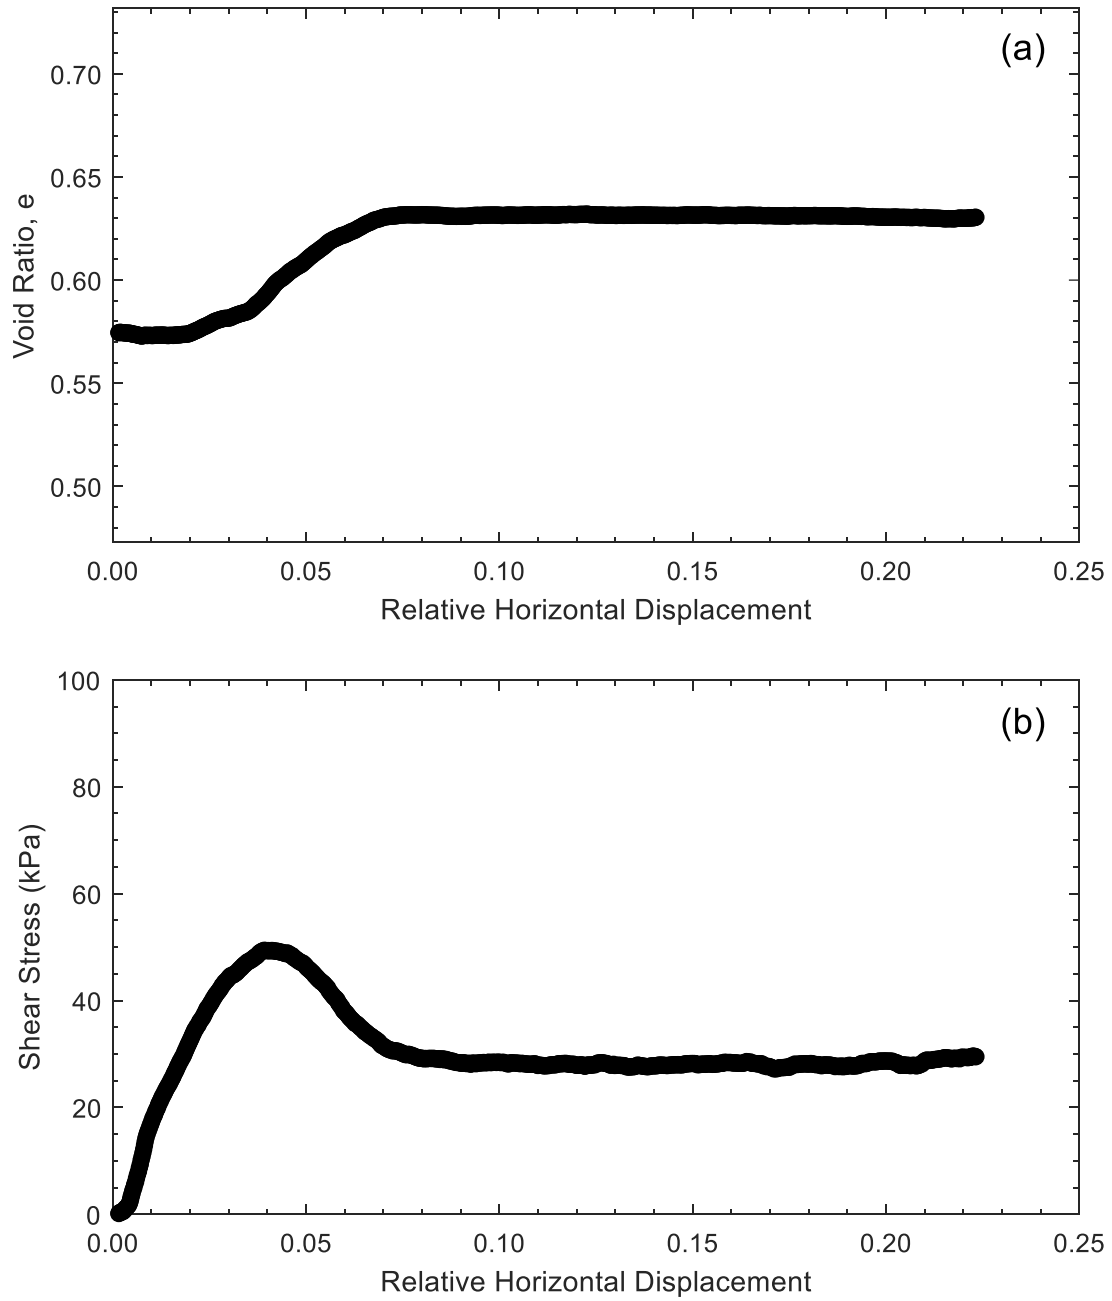 (a)
0.70
0.65
0.60
0.55
0.50
Void Ratio, e
0.00 0.05 0.10 0.15 0.20 0.25
Relative Horizontal Displacement
(b)
100
80
60
40
20
0
Shear Stress (kPa)
0.00 0.05 0.10 0.15 0.20 0.25
Relative Horizontal Displacement